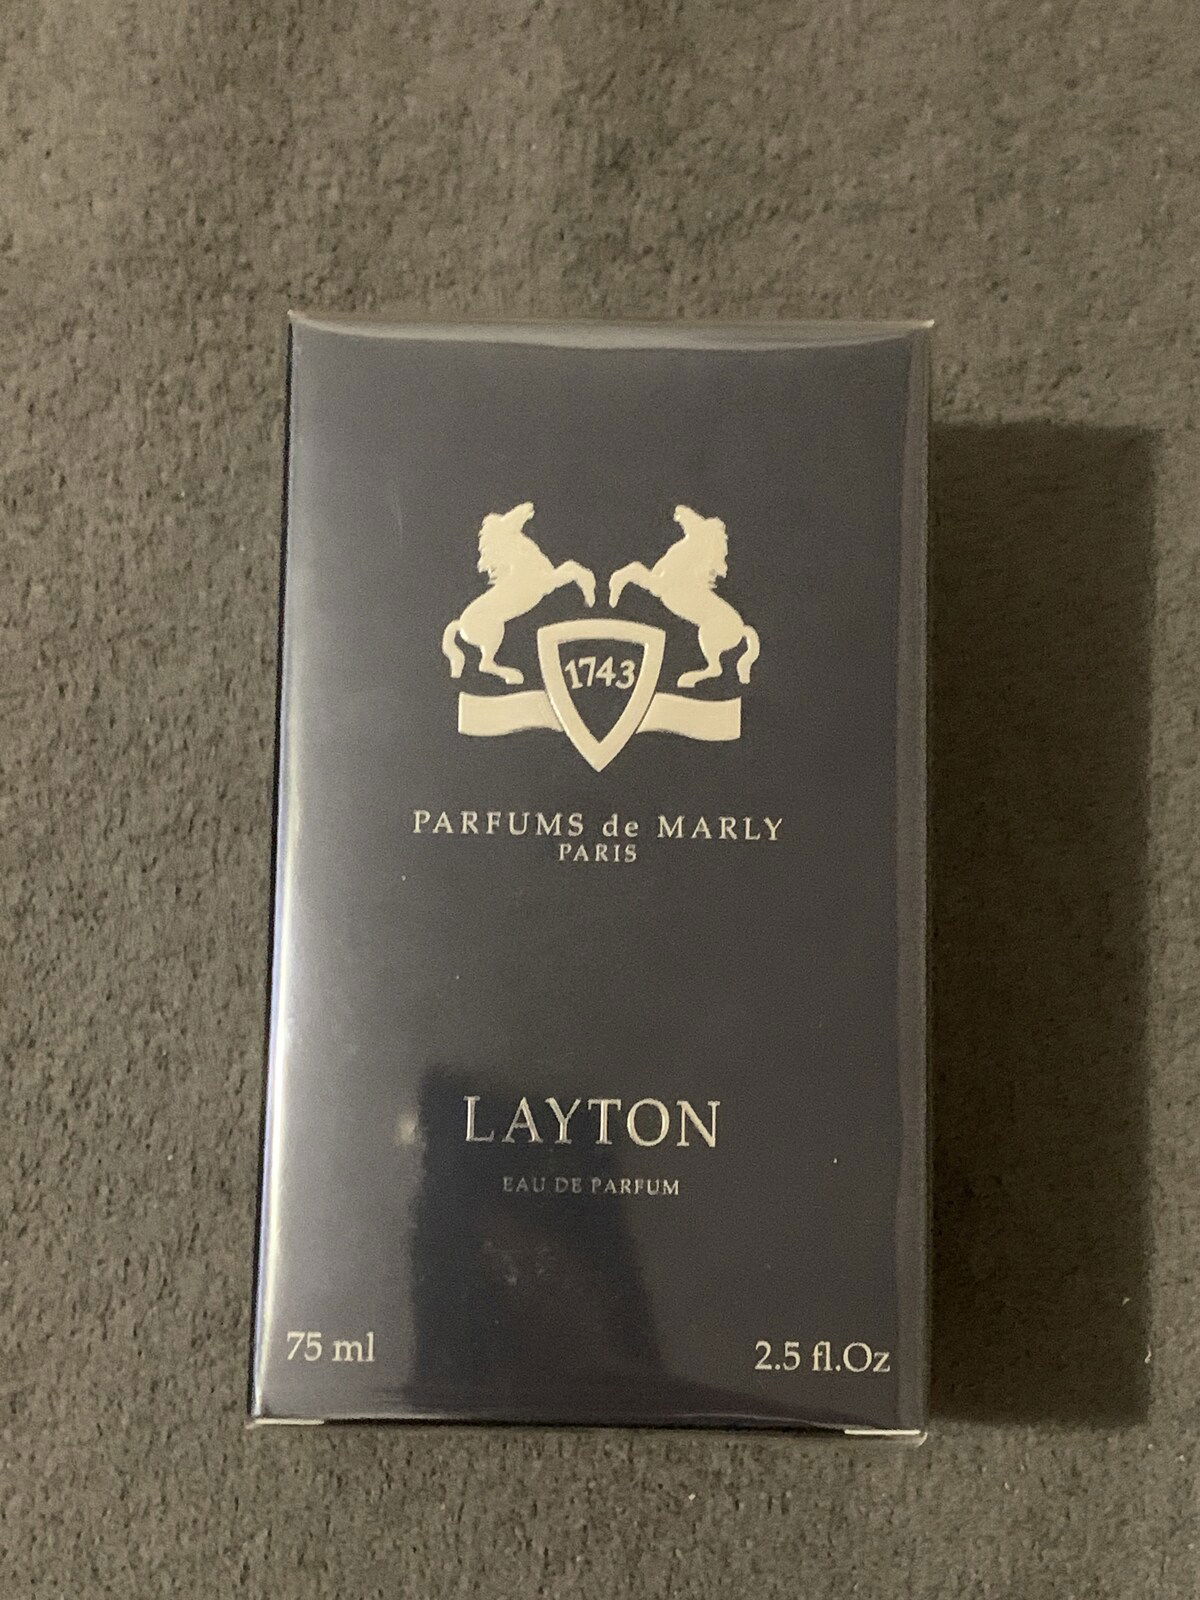 1743
PARFUMS de MARLY
PARIS
LAYTON
EAU DE PARFUM
75 ml
2.5 fl.Oz